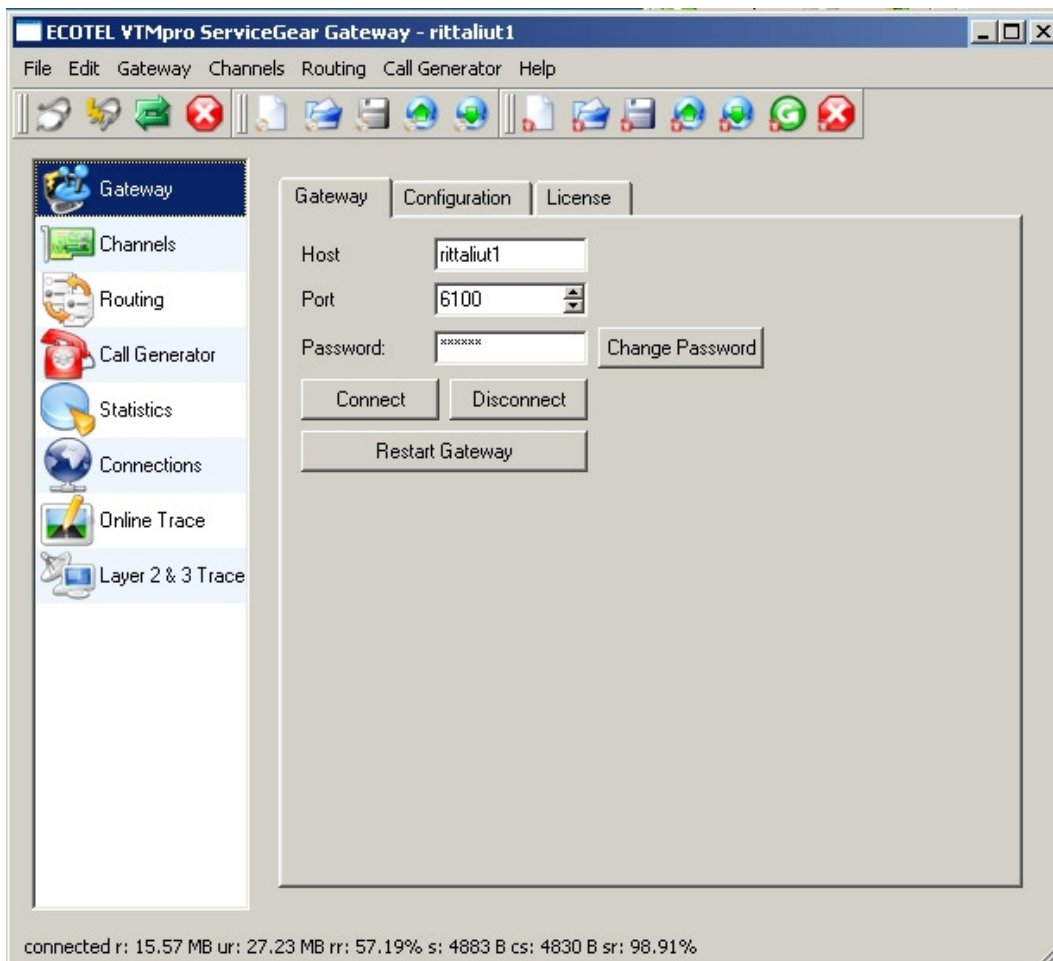 ECOTEL VTMpro ServiceGear Gateway - rittaliut1
File Edit Gateway Channels Routing Call Generator Help
Gateway
Channels
Routing
Call Generator
Statistics
Connections
Online Trace
Layer 2 & 3 Trace
Gateway Configuration License
Host rittaliut1
Port 6100
Password: ****** Change Password
Connect Disconnect
Restart Gateway
connected r: 15.57 MB ur: 27.23 MB rr: 57.19% s: 4883 B cs: 4830 B sr: 98.91%